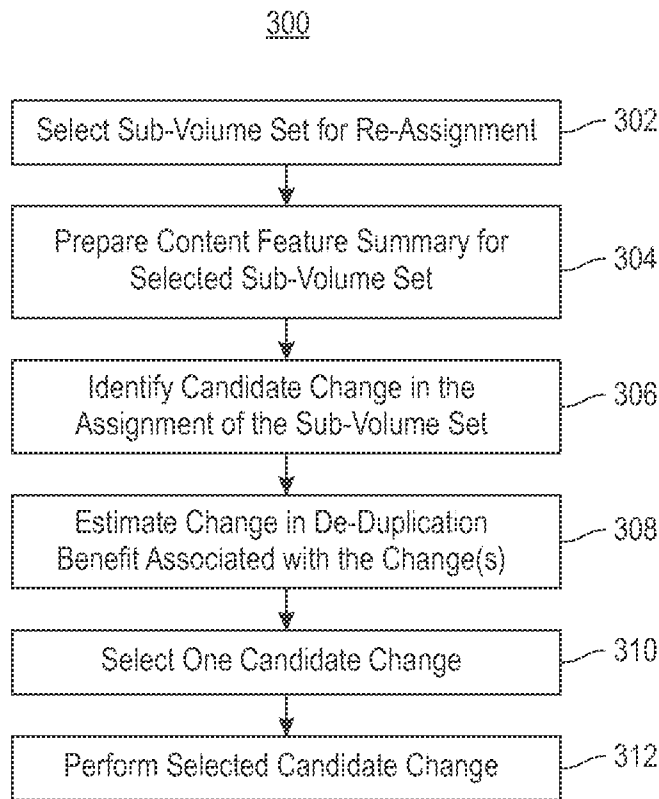 300
Select Sub-Volume Set for Re-Assignment
302
Prepare Content Feature Summary for
Selected Sub-Volume Set
304
Identify Candidate Change in the
Assignment of the Sub-Volume Set
306
Estimate Change in De-Duplication
Benefit Associated with the Change(s)
308
Select One Candidate Change
310
Perform Selected Candidate Change
312